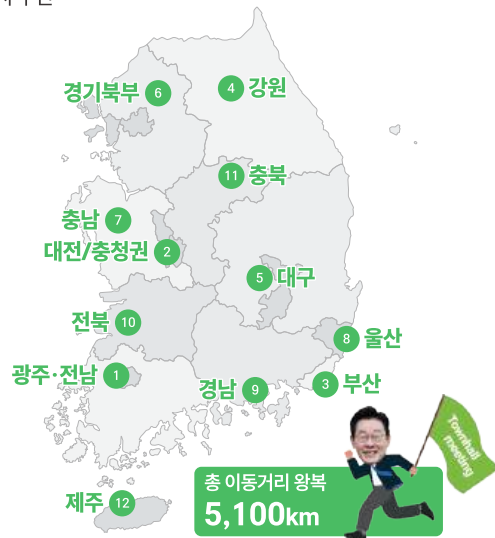 경기북부 6
4 강원
11 충북
충남 7
대전/충청권 2
5 대구
전북 10
8 울산
광주·전남 1
경남 9
3 부산
제주 12
Townhall
meeting
총 이동거리 왕복
5,100km